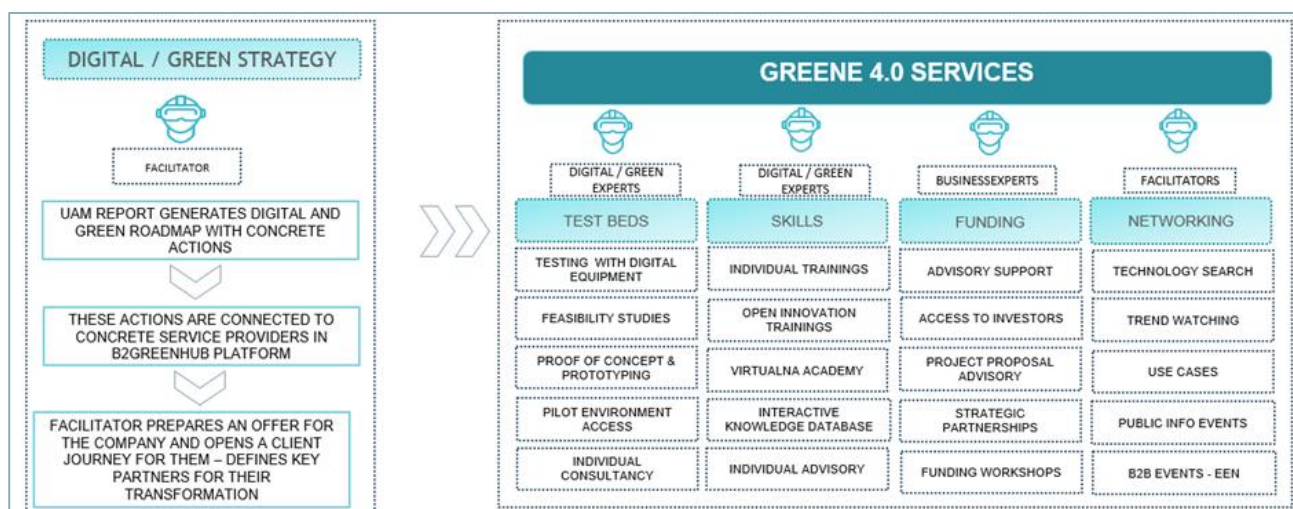 DIGITAL / GREEN STRATEGY
FACILITATOR
UAM REPORT GENERATES DIGITAL AND
GREEN ROADMAP WITH CONCRETE
ACTIONS
THESE ACTIONS ARE CONNECTED TO
CONCRETE SERVICE PROVIDERS IN
B2GREENHUB PLATFORM
FACILITATOR PREPARES AN OFFER FOR
THE COMPANY AND OPENS A CLIENT
JOURNEY FOR THEM – DEFINES KEY
PARTNERS FOR THEIR
TRANSFORMATION
GREENE 4.0 SERVICES
DIGITAL / GREEN
EXPERTS
TEST BEDS
TESTING WITH DIGITAL
EQUIPMENT
FEASIBILITY STUDIES
PROOF OF CONCEPT &
PROTOTYPING
PILOT ENVIRONMENT
ACCESS
INDIVIDUAL
CONSULTANCY
DIGITAL / GREEN
EXPERTS
SKILLS
INDIVIDUAL TRAININGS
OPEN INNOVATION
TRAININGS
VIRTUALNA ACADEMY
INTERACTIVE
KNOWLEDGE DATABASE
INDIVIDUAL ADVISORY
BUSINESSEXPERTS
FUNDING
ADVISORY SUPPORT
ACCESS TO INVESTORS
PROJECT PROPOSAL
ADVISORY
STRATEGIC
PARTNERSHIPS
FUNDING WORKSHOPS
FACILITATORS
NETWORKING
TECHNOLOGY SEARCH
TREND WATCHING
USE CASES
PUBLIC INFO EVENTS
B2B EVENTS - EEN